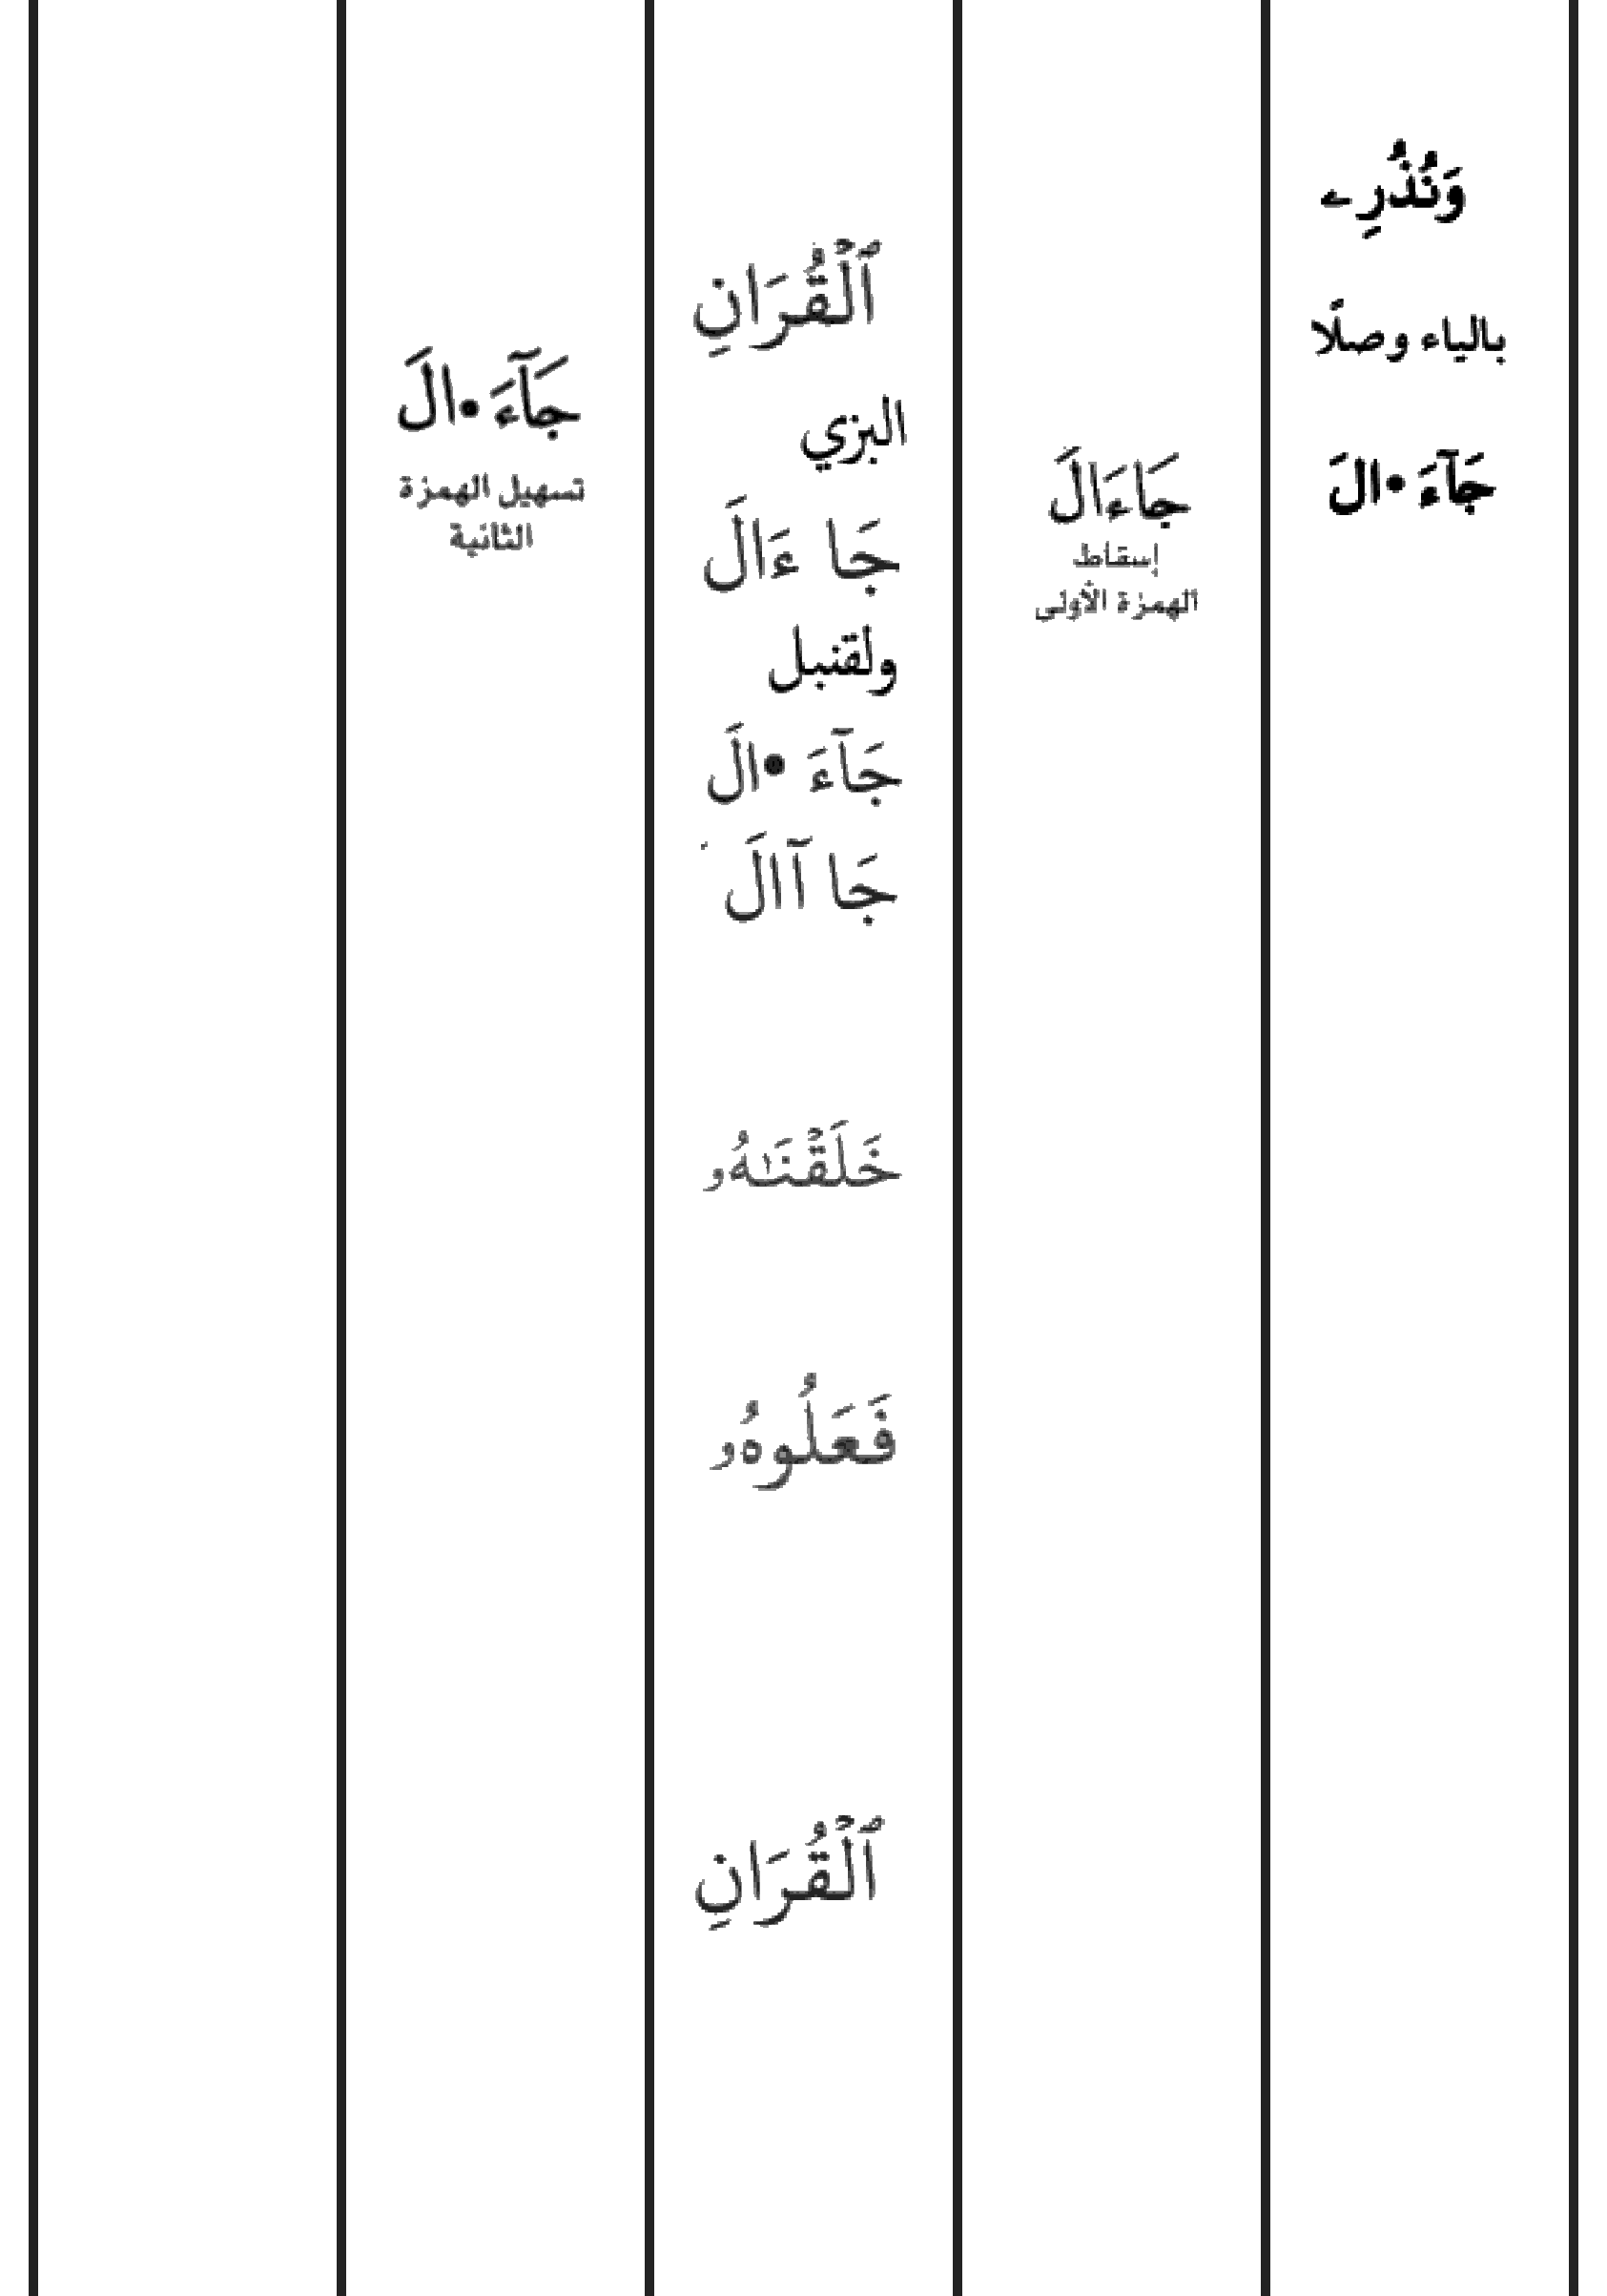 وَنُذُرِۦ
بالياء وصلًا
جَآءَ •الَ
جَاءَالَ
إسقاط
الهمزة الأولى
ٱلْقُرَانِ
البزي
جَا ءَالَ
ولقنبل
جَآءَ •الَ
جَا آالَ
خَلَقْنَٰهُۥ
فَعَلُوهُۥ
ٱلْقُرَانِ
جَآءَ •الَ
تسهيل الهمزة
الثانية